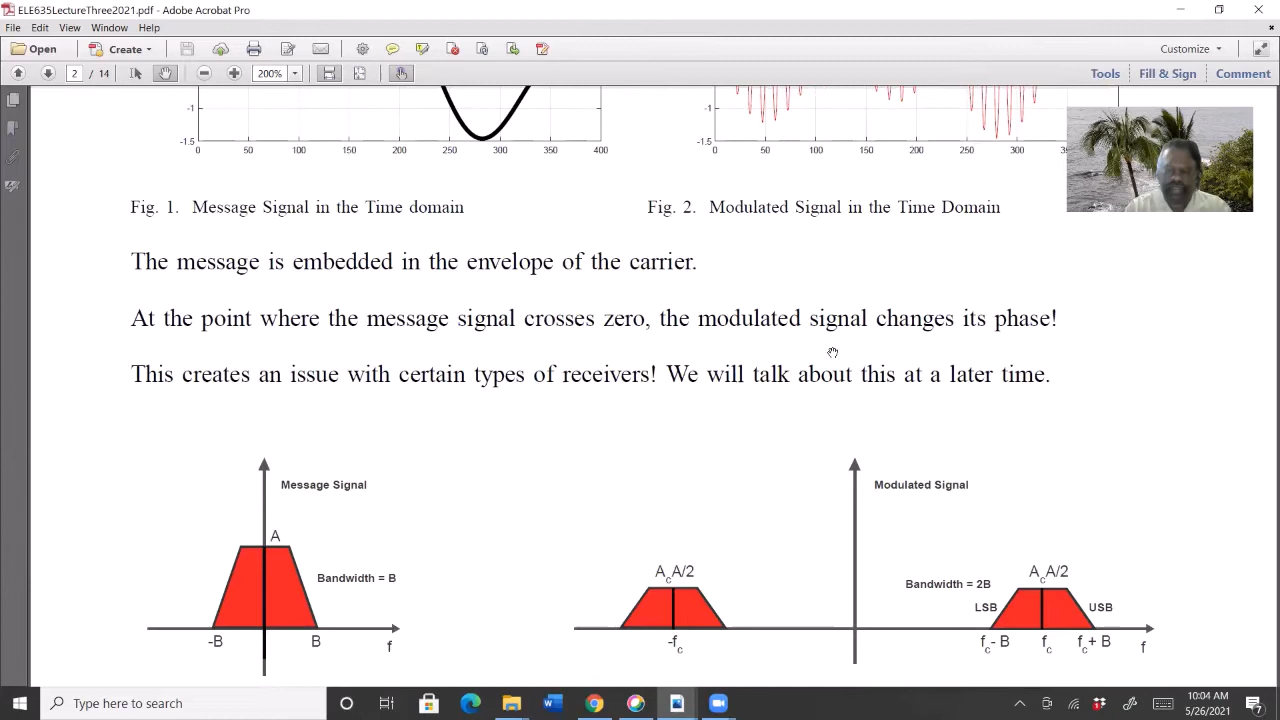 ELE635LectureThree2021.pdf - Adobe Acrobat Pro
File Edit View Window Help
Open Create Customize
2 / 14 200% Tools Fill & Sign Comment
-1 -1
-1.5 -1.5
0 50 100 150 200 250 300 350 400 0 50 100 150 200 250 300
Fig. 1. Message Signal in the Time domain Fig. 2. Modulated Signal in the Time Domain
The message is embedded in the envelope of the carrier.
At the point where the message signal crosses zero, the modulated signal changes its phase!
This creates an issue with certain types of receivers! We will talk about this at a later time.
Message Signal Modulated Signal
A
AcA/2 AcA/2
Bandwidth = B Bandwidth = 2B
LSB USB
-B B f -fc fc- B fc fc+ B f
Type here to search
10:04 AM
5/26/2021
7